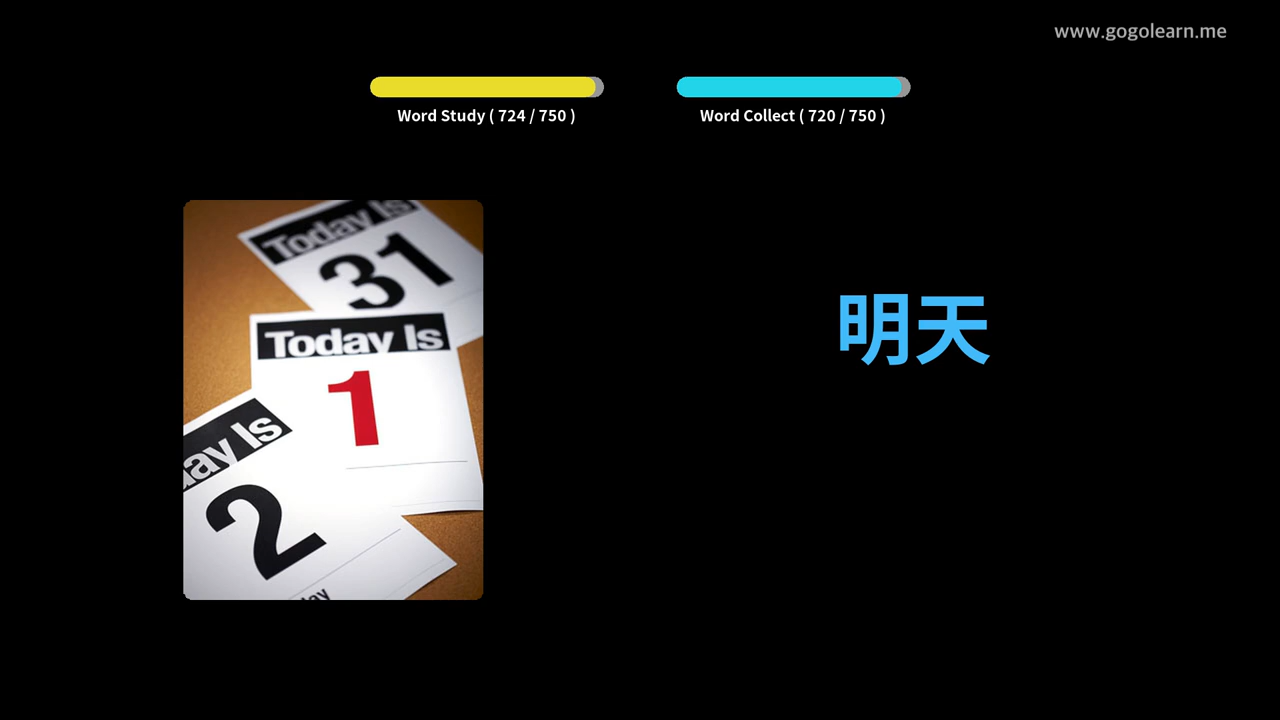 www.gogolearn.me
Word Study ( 724 / 750 )
Word Collect ( 720 / 750 )
Today Is
31
Today Is
1
day Is
2
明天